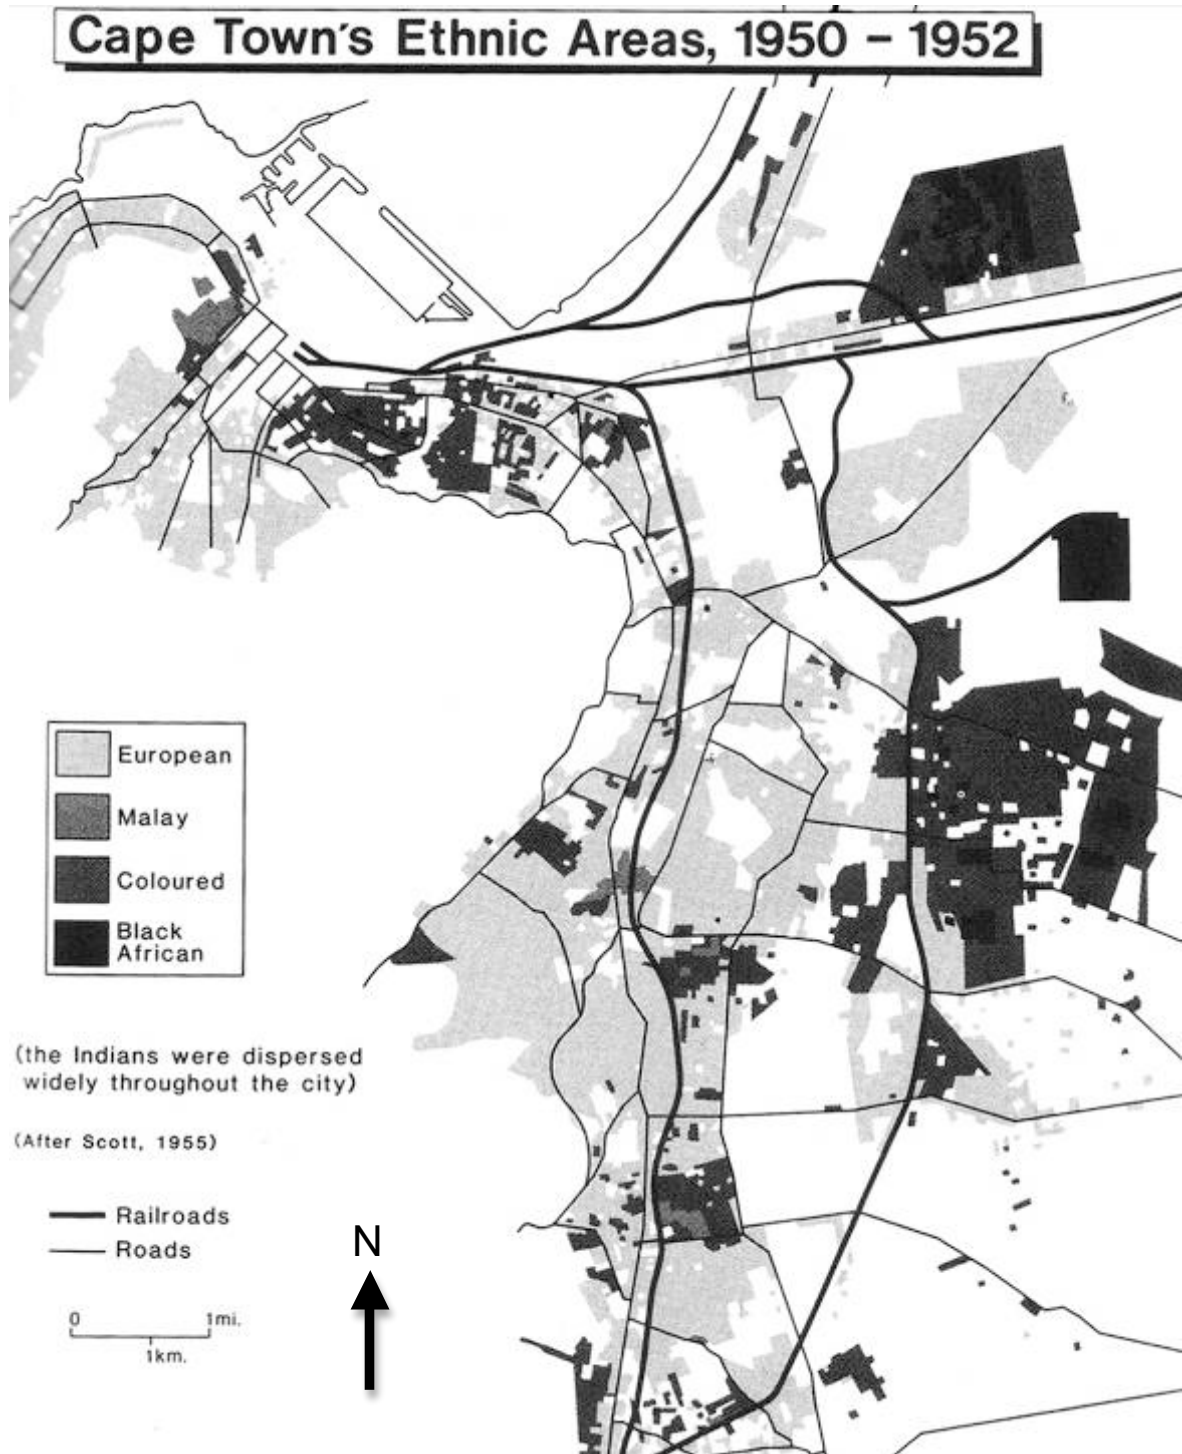 Cape Town's Ethnic Areas, 1950 – 1952
European
Malay
Coloured
Black
African
(the Indians were dispersed
widely throughout the city)
(After Scott, 1955)
Railroads
Roads
0 1mi.
1km.
N